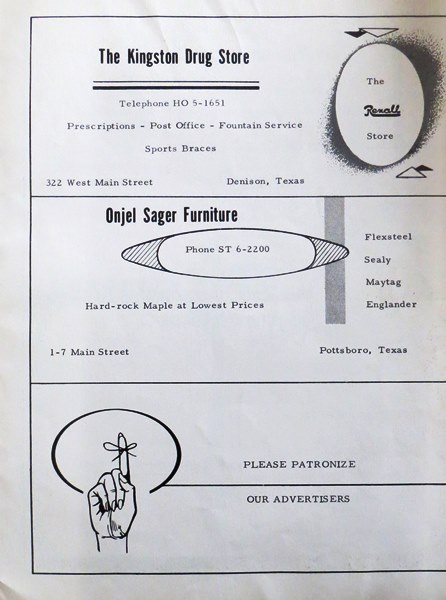 The Kingston Drug Store
Telephone HO 5-1651
Prescriptions - Post Office - Fountain Service
Sports Braces
322 West Main Street
Denison, Texas
The
Rexall
Store
Onjel Sager Furniture
Phone ST 6-2200
Hard-rock Maple at Lowest Prices
Flexsteel
Sealy
Maytag
Englander
1-7 Main Street
Pottsboro, Texas
PLEASE PATRONIZE
OUR ADVERTISERS